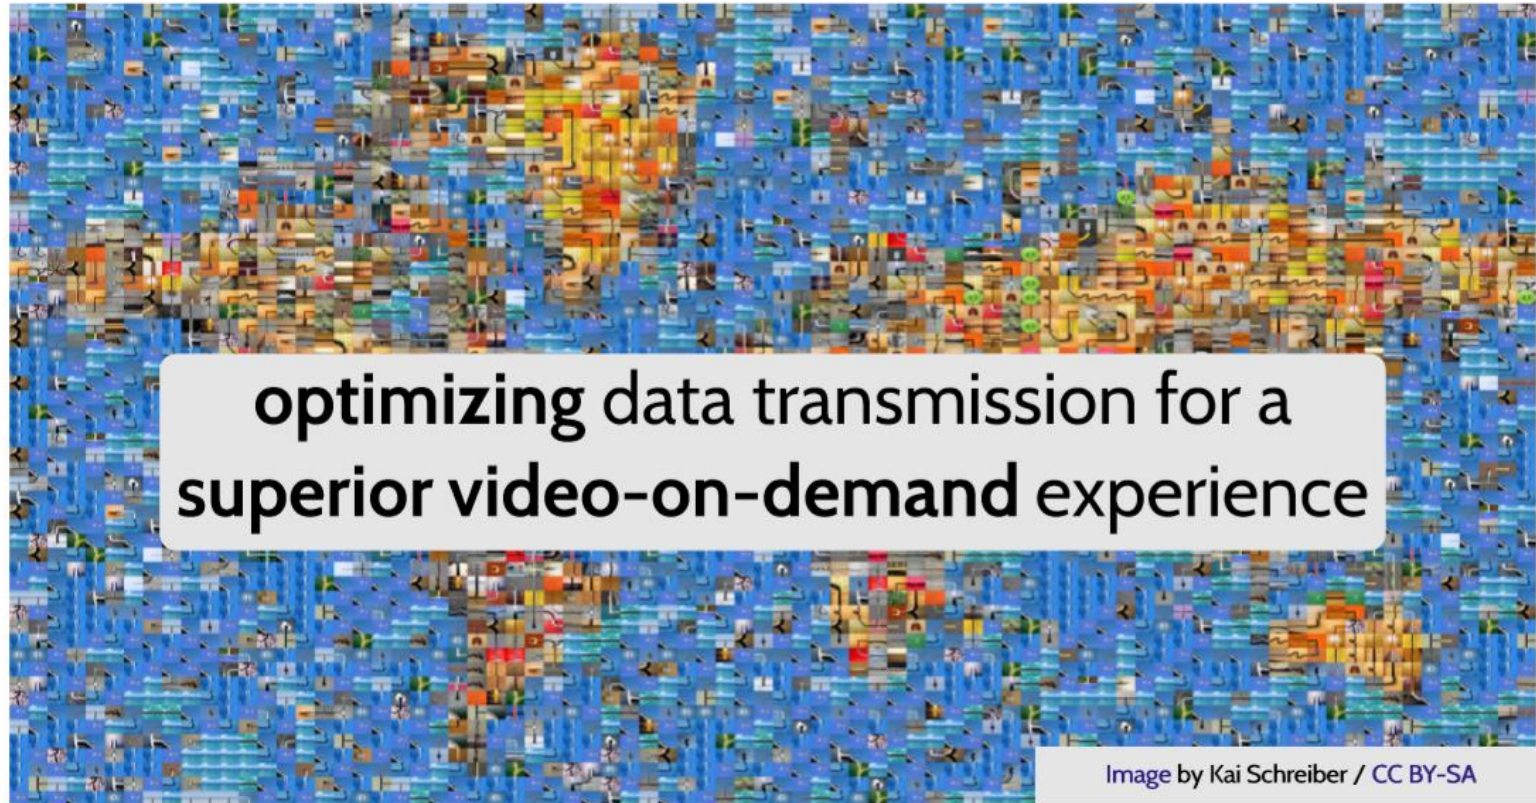 optimizing data transmission for a
superior video-on-demand experience
Image by Kai Schreiber / CC BY-SA